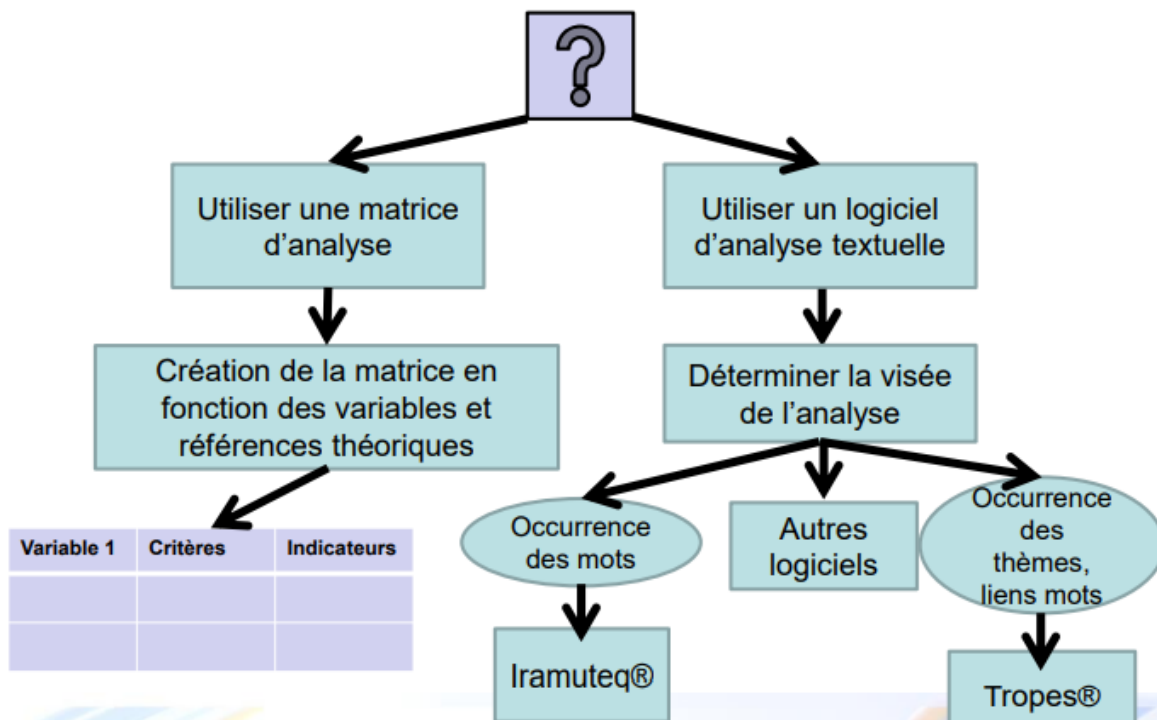 ?
Utiliser une matrice
d'analyse
Utiliser un logiciel
d'analyse textuelle
Création de la matrice en
fonction des variables et
références théoriques
Déterminer la visée
de l'analyse
Variable 1 Critères Indicateurs
Occurrence
des mots
Autres
logiciels
Occurrence
des
thèmes,
liens mots
Iramuteq®
Tropes®